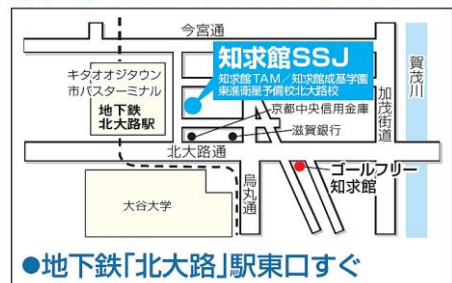 今宮通
知求館SSJ
知求館TAM／知求館成基学園
東進衛星予備校北大路校
キタオオジタウン
市バスターミナル
地下鉄
北大路駅
京都中央信用金庫
滋賀銀行
北大路通
烏丸通
加茂街道
賀茂川
ゴールフリー
知求館
大谷大学
●地下鉄「北大路」駅東口すぐ